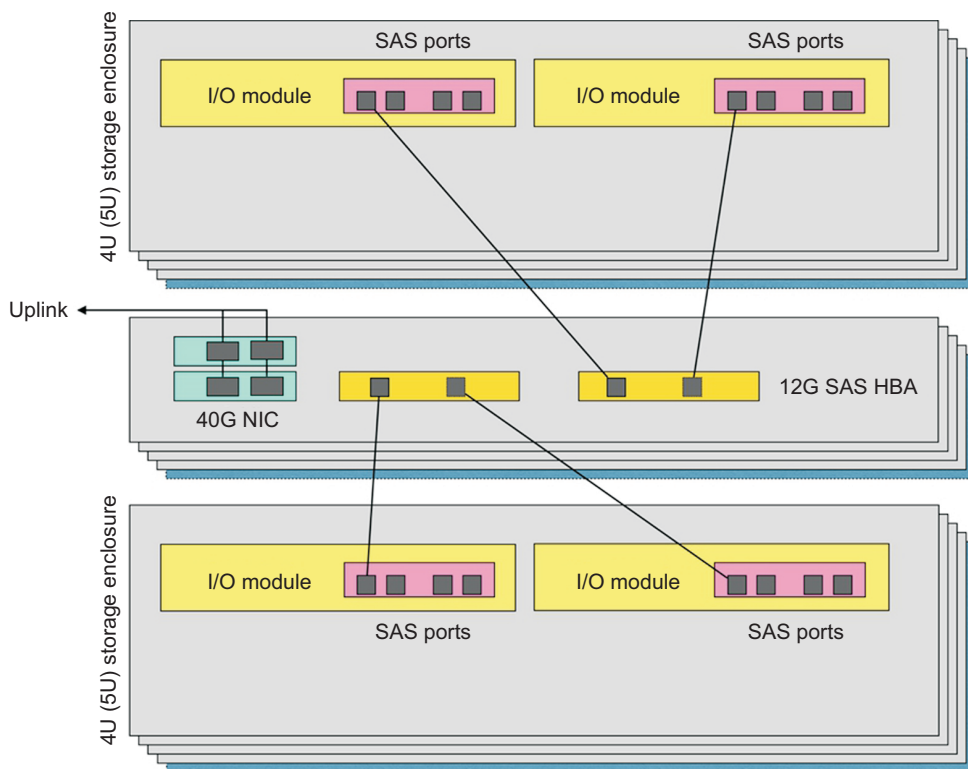 SAS ports
SAS ports
I/O module
I/O module
4U (5U) storage enclosure
Uplink
40G NIC
12G SAS HBA
4U (5U) storage enclosure
I/O module
I/O module
SAS ports
SAS ports